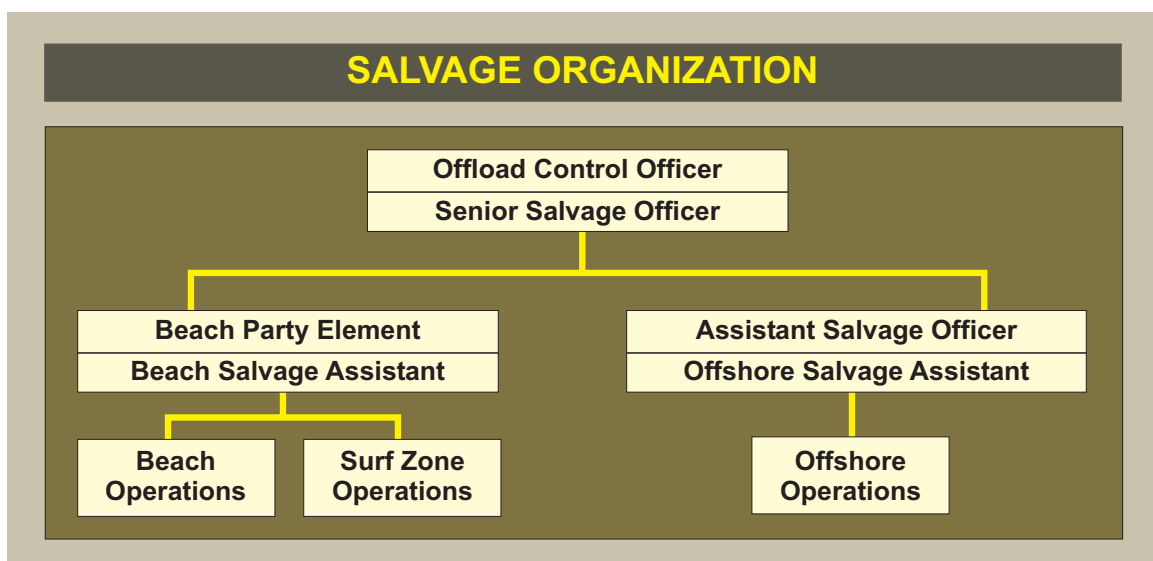 SALVAGE ORGANIZATION
Offload Control Officer
Senior Salvage Officer
Beach Party Element
Beach Salvage Assistant
Assistant Salvage Officer
Offshore Salvage Assistant
Beach
Operations
Surf Zone
Operations
Offshore
Operations